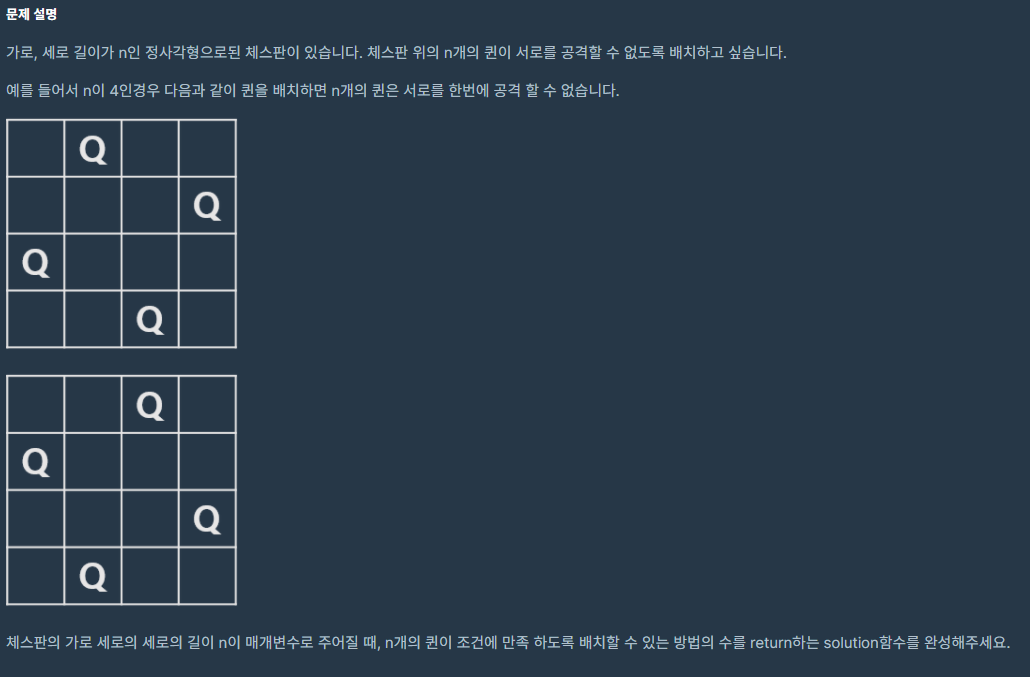 문제 설명
가로, 세로 길이가 n인 정사각형으로된 체스판이 있습니다. 체스판 위의 n개의 퀸이 서로를 공격할 수 없도록 배치하고 싶습니다.
예를 들어서 n이 4인경우 다음과 같이 퀸을 배치하면 n개의 퀸은 서로를 한번에 공격 할 수 없습니다.
Q
Q
Q
Q
Q
Q
Q
Q
체스판의 가로 세로의 세로의 길이 n이 매개변수로 주어질 때, n개의 퀸이 조건에 만족 하도록 배치할 수 있는 방법의 수를 return하는 solution함수를 완성해주세요.